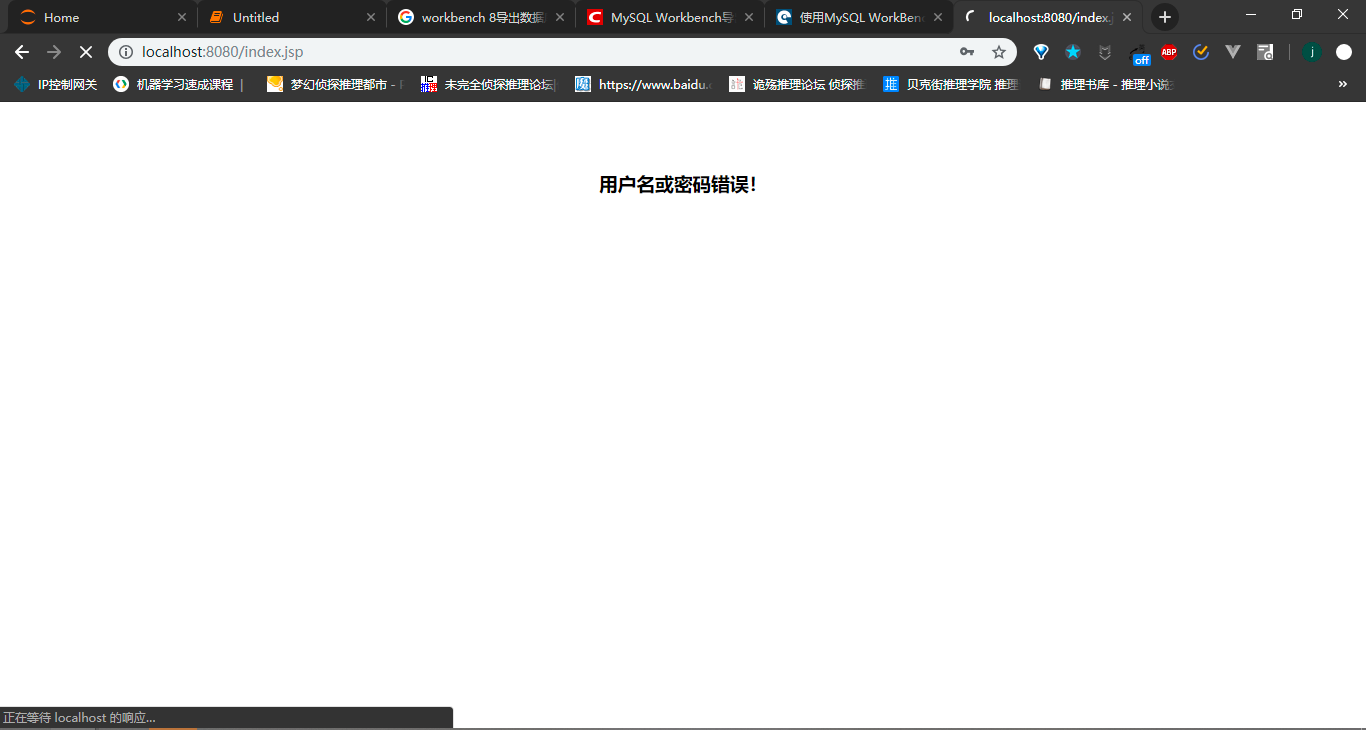 Home Untitled workbench 8导出数据 MySQL Workbench导 使用MySQL WorkBen localhost:8080/index.j
localhost:8080/index.jsp
off ABP j
IP控制网关 机器学习速成课程 | 梦幻侦探推理都市 - 未完全侦探推理论坛 https://www.baidu. 诡殇推理论坛 侦探推 贝克街推理学院 推理 推理书库 - 推理小说 »
用户名或密码错误!
正在等待 localhost 的响应...